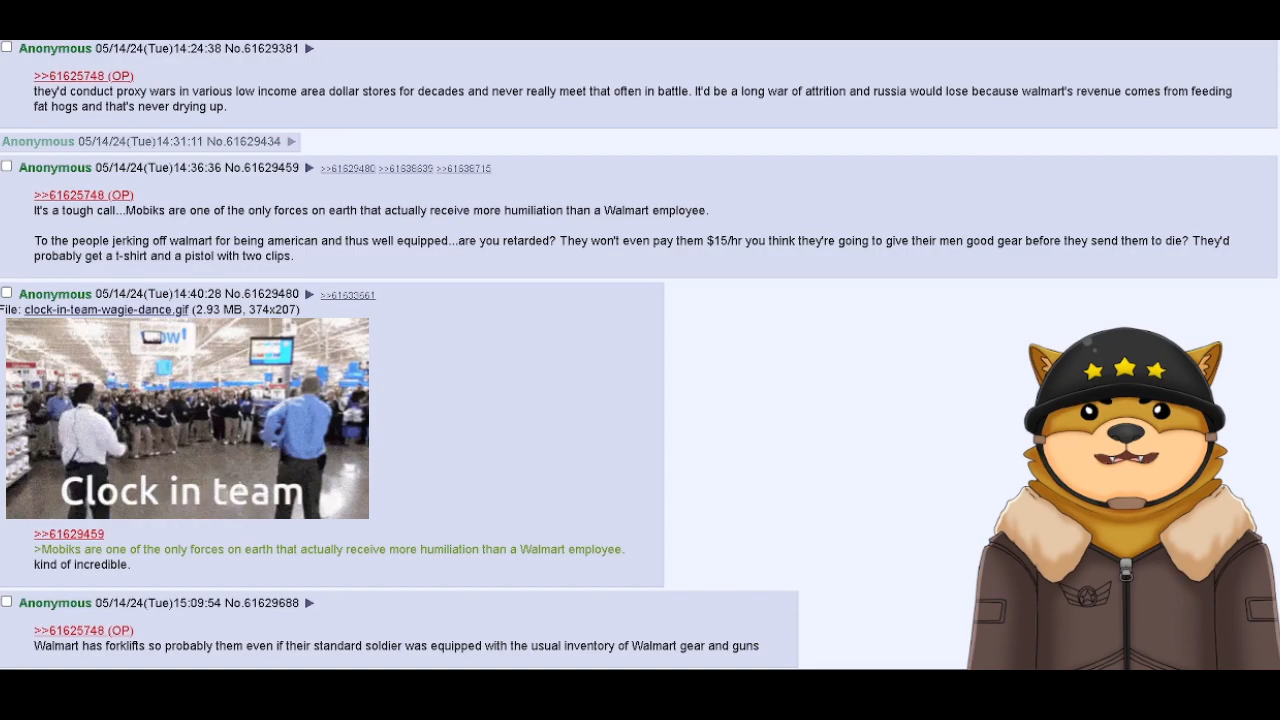 Anonymous 05/14/24(Tue)14:24:38 No.61629381 ▶
>>61625748 (OP)
they'd conduct proxy wars in various low income area dollar stores for decades and never really meet that often in battle. It'd be a long war of attrition and russia would lose because walmart's revenue comes from feeding
fat hogs and that's never drying up.
Anonymous 05/14/24(Tue)14:31:11 No.61629434 ▶
Anonymous 05/14/24(Tue)14:36:36 No.61629459 ▶ >>61629480 >>61638639 >>61638715
>>61625748 (OP)
It's a tough call...Mobiks are one of the only forces on earth that actually receive more humiliation than a Walmart employee.
To the people jerking off walmart for being american and thus well equipped...are you retarded? They won't even pay them $15/hr you think they're going to give their men good gear before they send them to die? They'd
probably get a t-shirt and a pistol with two clips.
Anonymous 05/14/24(Tue)14:40:28 No.61629480 ▶ >>61633661
File: clock-in-team-wagie-dance.gif (2.93 MB, 374x207)
Clock in team
>>61629459
>Mobiks are one of the only forces on earth that actually receive more humiliation than a Walmart employee.
kind of incredible.
Anonymous 05/14/24(Tue)15:09:54 No.61629688 ▶
>>61625748 (OP)
Walmart has forklifts so probably them even if their standard soldier was equipped with the usual inventory of Walmart gear and guns